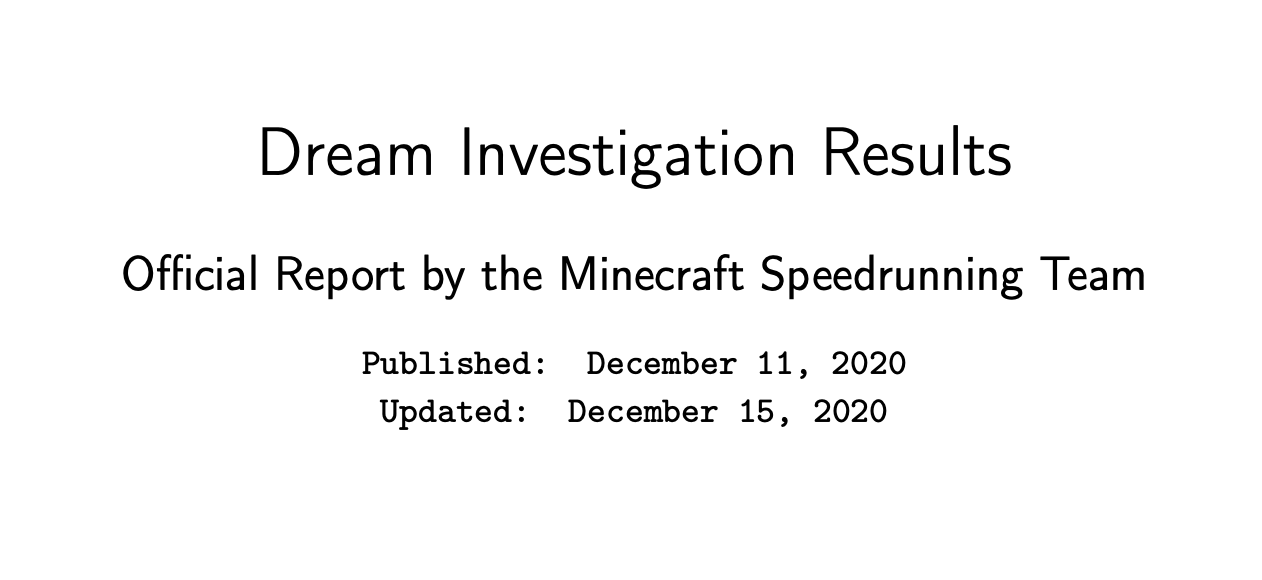 Dream Investigation Results
Official Report by the Minecraft Speedrunning Team
Published: December 11, 2020
Updated: December 15, 2020